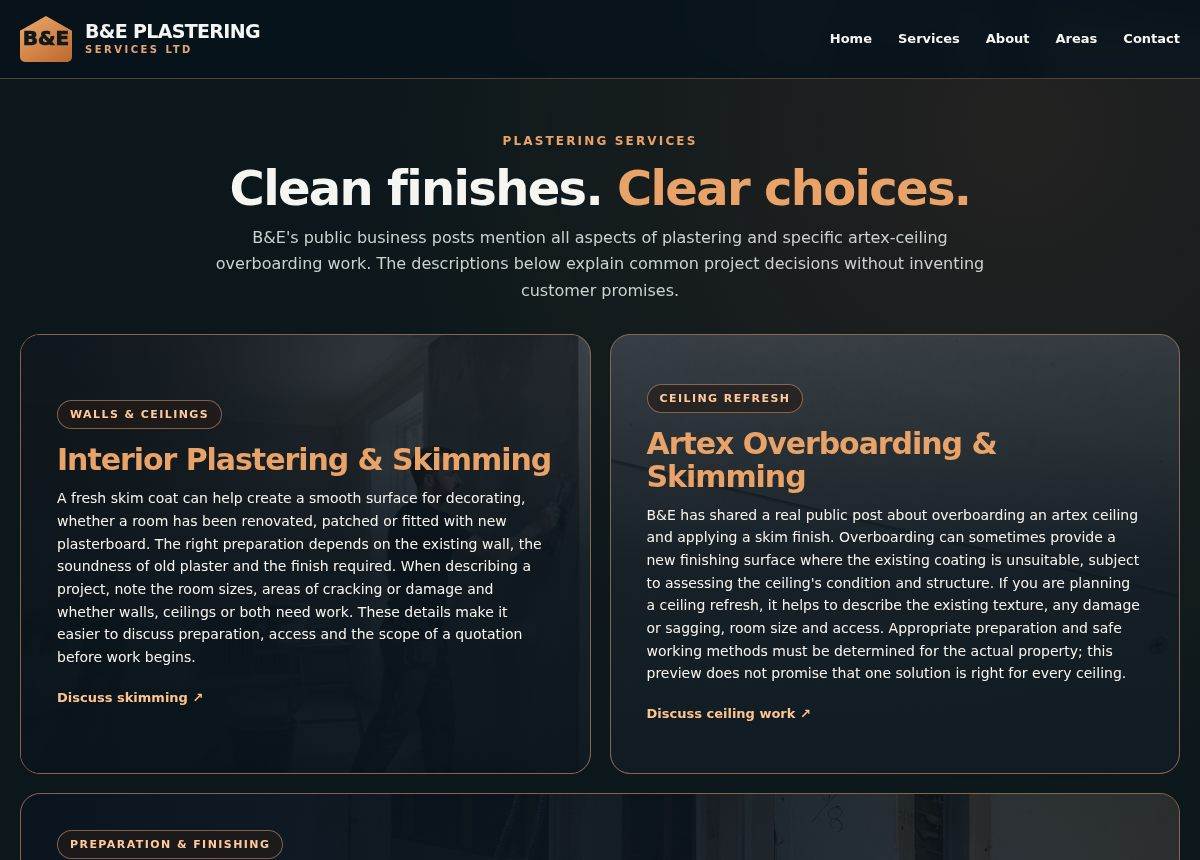 B&E
B&E PLASTERING
SERVICES LTD
Home Services About Areas Contact
PLASTERING SERVICES
Clean finishes. Clear choices.
B&E's public business posts mention all aspects of plastering and specific artex-ceiling
overboarding work. The descriptions below explain common project decisions without inventing
customer promises.
WALLS & CEILINGS
Interior Plastering & Skimming
A fresh skim coat can help create a smooth surface for decorating,
whether a room has been renovated, patched or fitted with new
plasterboard. The right preparation depends on the existing wall, the
soundness of old plaster and the finish required. When describing a
project, note the room sizes, areas of cracking or damage and
whether walls, ceilings or both need work. These details make it
easier to discuss preparation, access and the scope of a quotation
before work begins.
Discuss skimming ↗
CEILING REFRESH
Artex Overboarding &
Skimming
B&E has shared a real public post about overboarding an artex ceiling
and applying a skim finish. Overboarding can sometimes provide a
new finishing surface where the existing coating is unsuitable, subject
to assessing the ceiling's condition and structure. If you are planning
a ceiling refresh, it helps to describe the existing texture, any damage
or sagging, room size and access. Appropriate preparation and safe
working methods must be determined for the actual property; this
preview does not promise that one solution is right for every ceiling.
Discuss ceiling work ↗
PREPARATION & FINISHING